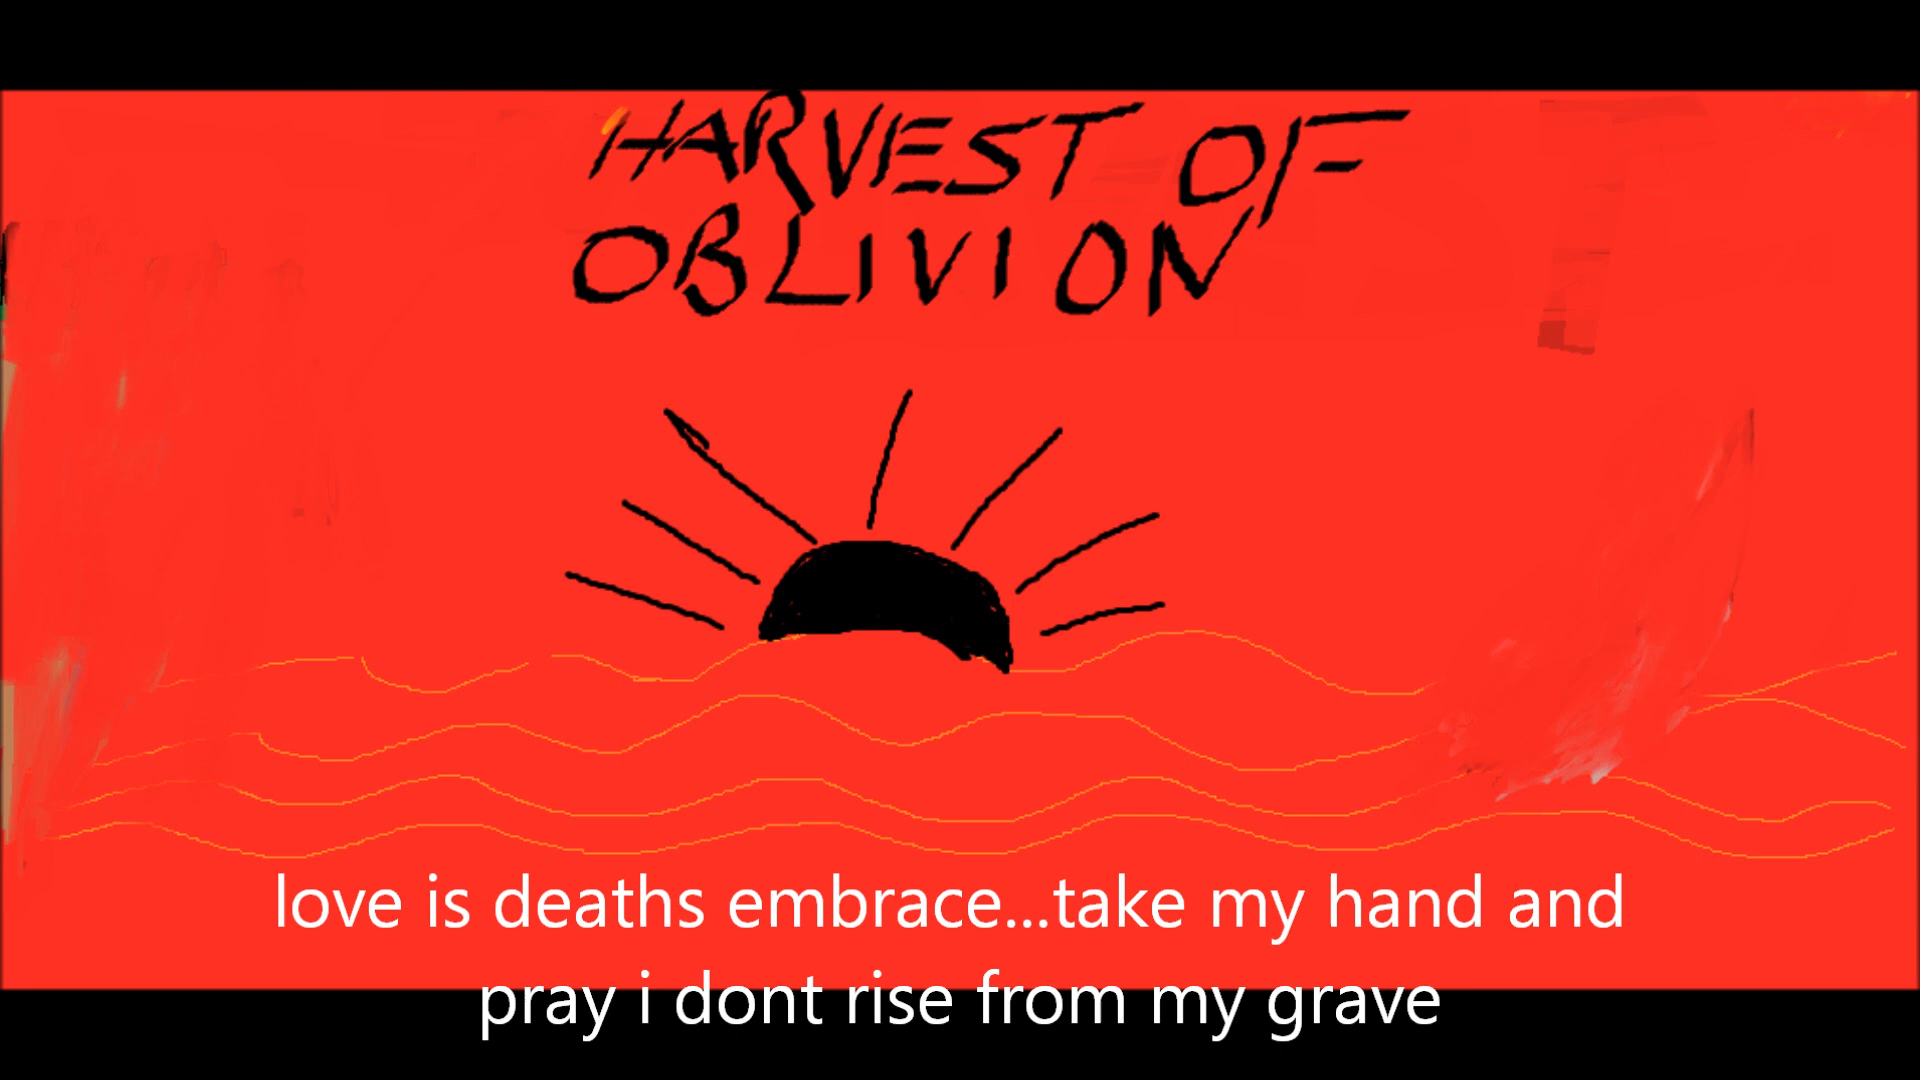 HARVEST OF
OBLIVION
love is deaths embrace...take my hand and
pray i dont rise from my grave